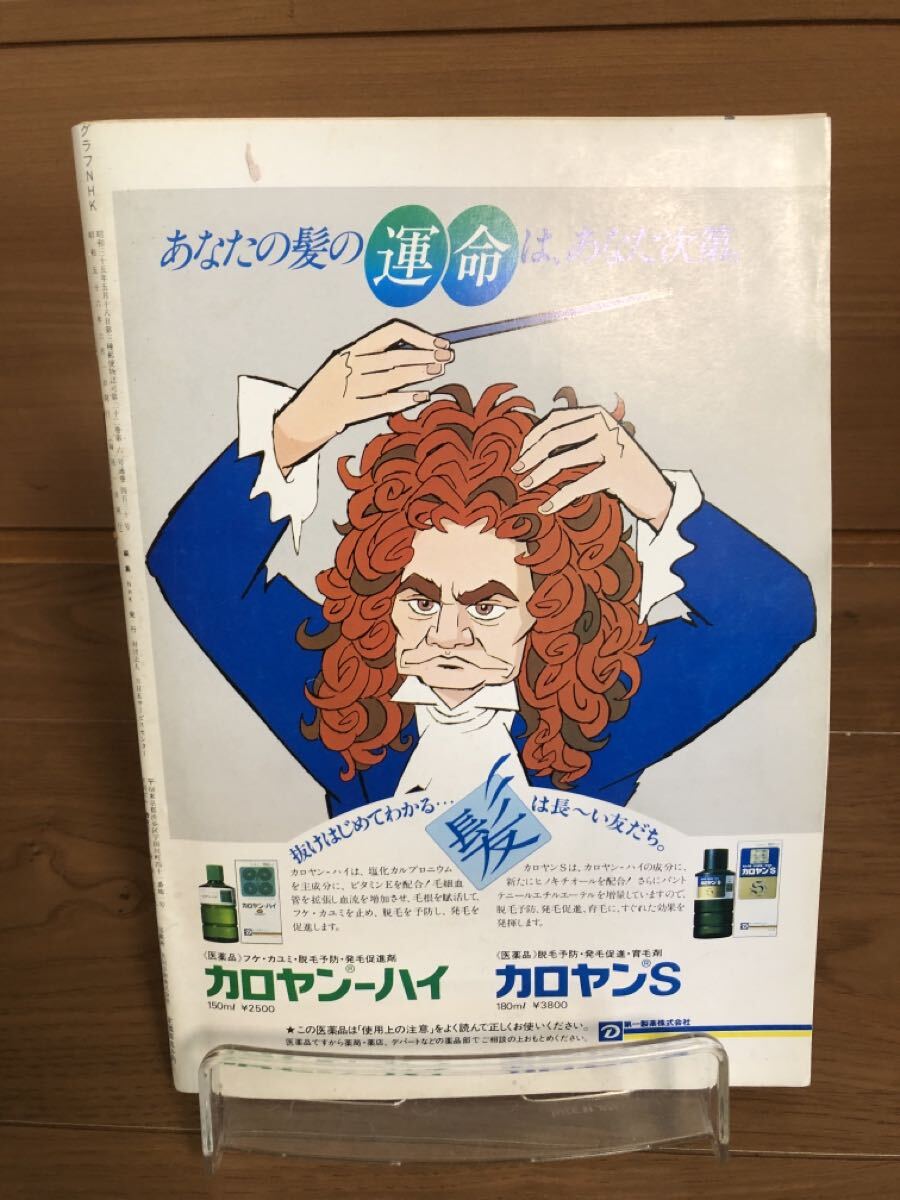 グラフNHK
あなたの髪の運命は、あなた次第。
抜けはじめてわかる…髪は長〜い友だち。
カロヤン-ハイは、塩化カルプロニウム
を主成分に、ビタミンEを配合！毛細血
管を拡張し血流を増加させ、毛根を賦活して、
フケ・カユミを止め、脱毛を予防し、発毛を
促進します。
カロヤンSは、カロヤン-ハイの成分に、
新たにヒノキチオールを配合！さらにパント
テニールエチルエーテルを増量していますので、
脱毛予防、発毛促進、育毛に、すぐれた効果を
発揮します。
カロヤン-ハイ
カロヤンS
S
〈医薬品〉フケ・カユミ・脱毛予防・発毛促進剤
カロヤン®-ハイ
150ml ¥2500
〈医薬品〉脱毛予防・発毛促進・育毛剤
カロヤン®S
180ml ¥3800
★この医薬品は「使用上の注意」をよく読んで正しくお使いください。
医薬品ですから薬局・薬店、デパートなどの薬品部でご相談の上おもとめください。
D 第一製薬株式会社